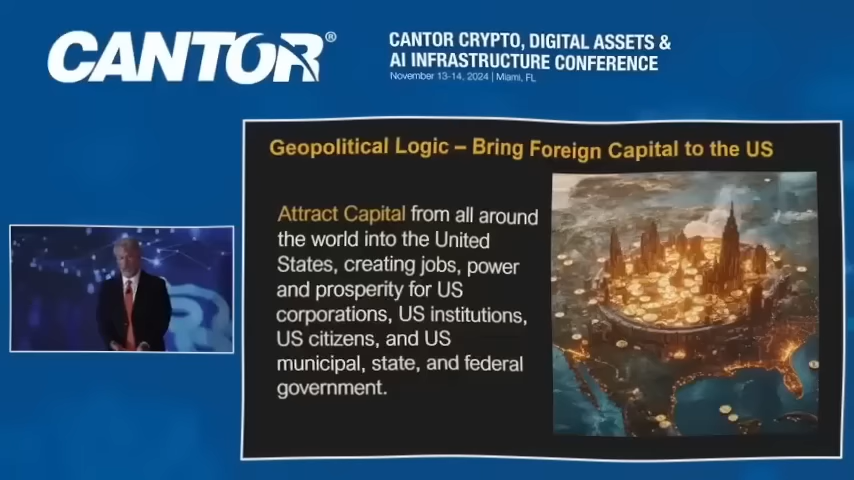 CANTOR®
CANTOR CRYPTO, DIGITAL ASSETS &
AI INFRASTRUCTURE CONFERENCE
November 13-14, 2024 | Miami, FL
Geopolitical Logic – Bring Foreign Capital to the US
Attract Capital from all around
the world into the United
States, creating jobs, power
and prosperity for US
corporations, US institutions,
US citizens, and US
municipal, state, and federal
government.